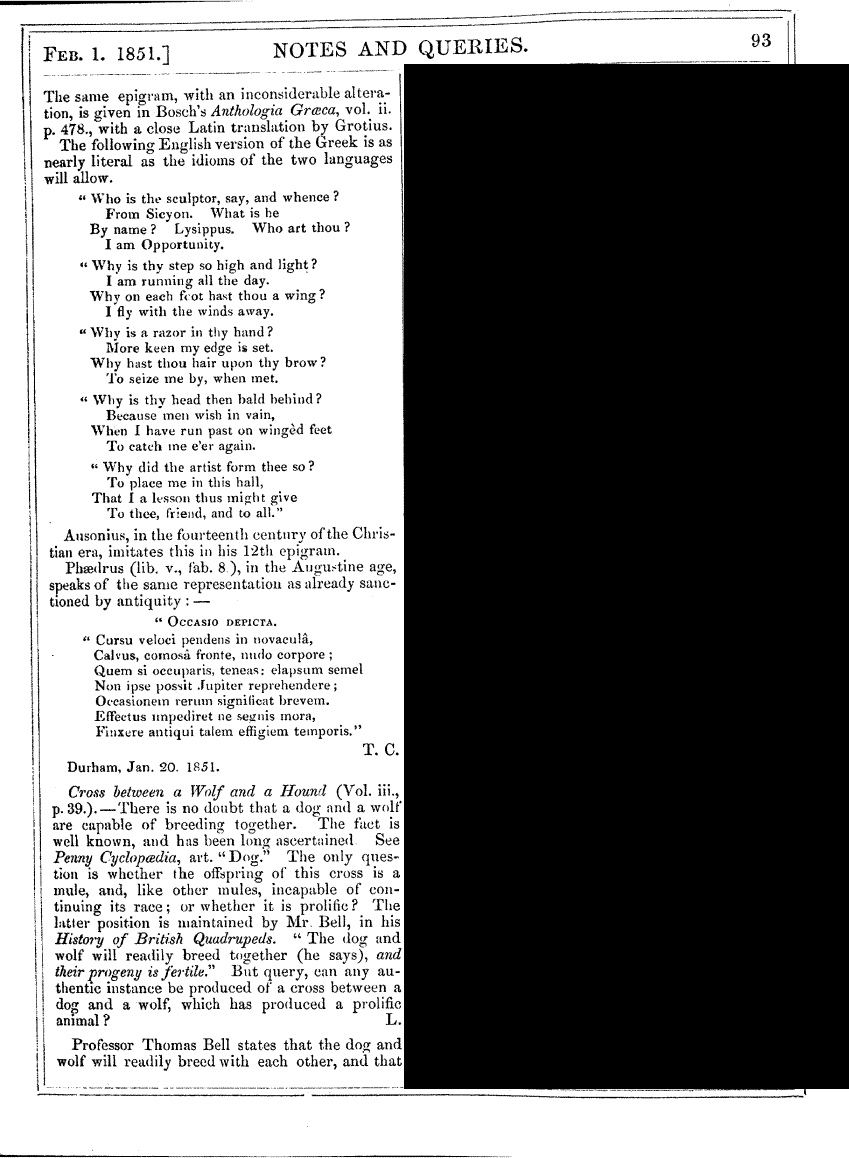 FEB. 1. 1851.] NOTES AND QUERIES. 93
The same epigram, with an inconsiderable altera-
tion, is given in Bosch's Anthologia Græca, vol. ii.
p. 478., with a close Latin translation by Grotius.
The following English version of the Greek is as
nearly literal as the idioms of the two languages
will allow.
“ Who is the sculptor, say, and whence ?
From Sicyon. What is he
By name ? Lysippus. Who art thou ?
I am Opportunity.
“ Why is thy step so high and light ?
I am running all the day.
Why on each foot hast thou a wing ?
I fly with the winds away.
“ Why is a razor in thy hand ?
More keen my edge is set.
Why hast thou hair upon thy brow ?
To seize me by, when met.
“ Why is thy head then bald behind ?
Because men wish in vain,
When I have run past on wingèd feet
To catch me e'er again.
“ Why did the artist form thee so ?
To place me in this hall,
That I a lesson thus might give
To thee, friend, and to all.”
Ausonius, in the fourteenth century of the Chris-
tian era, imitates this in his 12th epigram.
Phædrus (lib. v., fab. 8.), in the Augustine age,
speaks of the same representation as already sanc-
tioned by antiquity : —
“ OCCASIO DEPICTA.
“ Cursu veloci pendens in novaculâ,
Calvus, comosâ fronte, nudo corpore ;
Quem si occuparis, teneas: elapsum semel
Non ipse possit Jupiter reprehendere ;
Occasionem rerum significat brevem.
Effectus impediret ne segnis mora,
Finxere antiqui talem effigiem temporis.”
T. C.
Durham, Jan. 20. 1851.
Cross between a Wolf and a Hound (Vol. iii.,
p. 39.).—There is no doubt that a dog and a wolf
are capable of breeding together. The fact is
well known, and has been long ascertained See
Penny Cyclopædia, art. “Dog.” The only ques-
tion is whether the offspring of this cross is a
mule, and, like other mules, incapable of con-
tinuing its race; or whether it is prolific ? The
latter position is maintained by Mr. Bell, in his
History of British Quadrupeds. “ The dog and
wolf will readily breed together (he says), and
their progeny is fertile.” But query, can any au-
thentic instance be produced of a cross between a
dog and a wolf, which has produced a prolific
animal ? L.
Professor Thomas Bell states that the dog and
wolf will readily breed with each other, and that